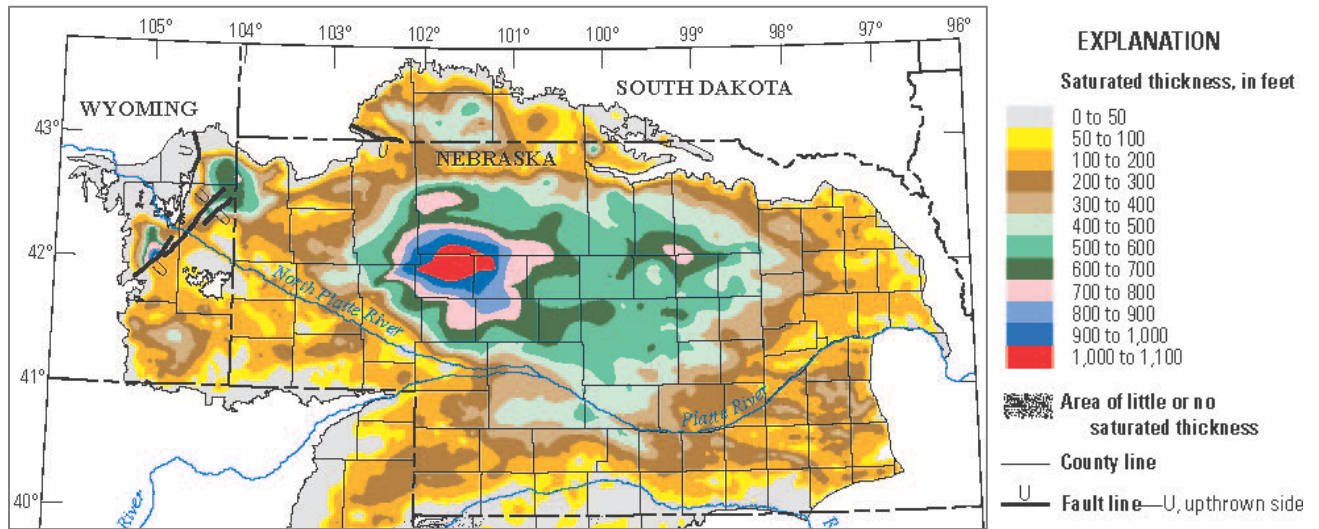 105° 104° 103° 102° 101° 100° 99° 98° 97° 96°
WYOMING
SOUTH DAKOTA
43°
NEBRASKA
42°
North Platte River
41°
Platte River
40°
River
R
EXPLANATION
Saturated thickness, in feet
0 to 50
50 to 100
100 to 200
200 to 300
300 to 400
400 to 500
500 to 600
600 to 700
700 to 800
800 to 900
900 to 1,000
1,000 to 1,100
Area of little or no
saturated thickness
County line
U
Fault line—U, upthrown side